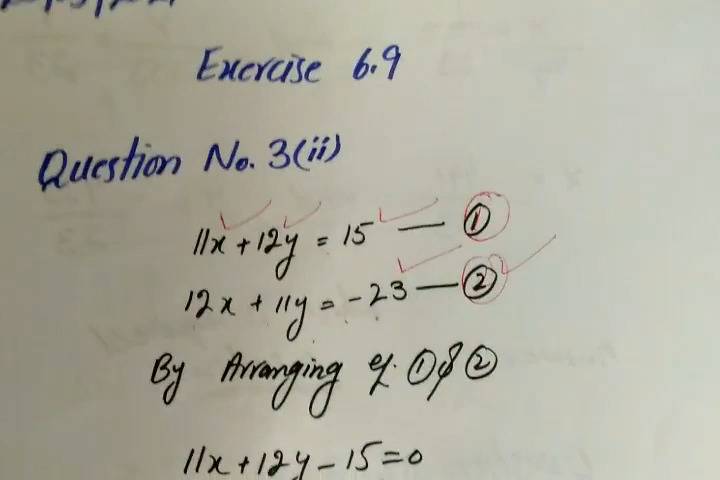 Exercise 6.9
Question No. 3(ii)
11x + 12y = 15 — ①
12x + 11y = -23 — ②
By Arranging eq. ① & ②
11x + 12y - 15 = 0